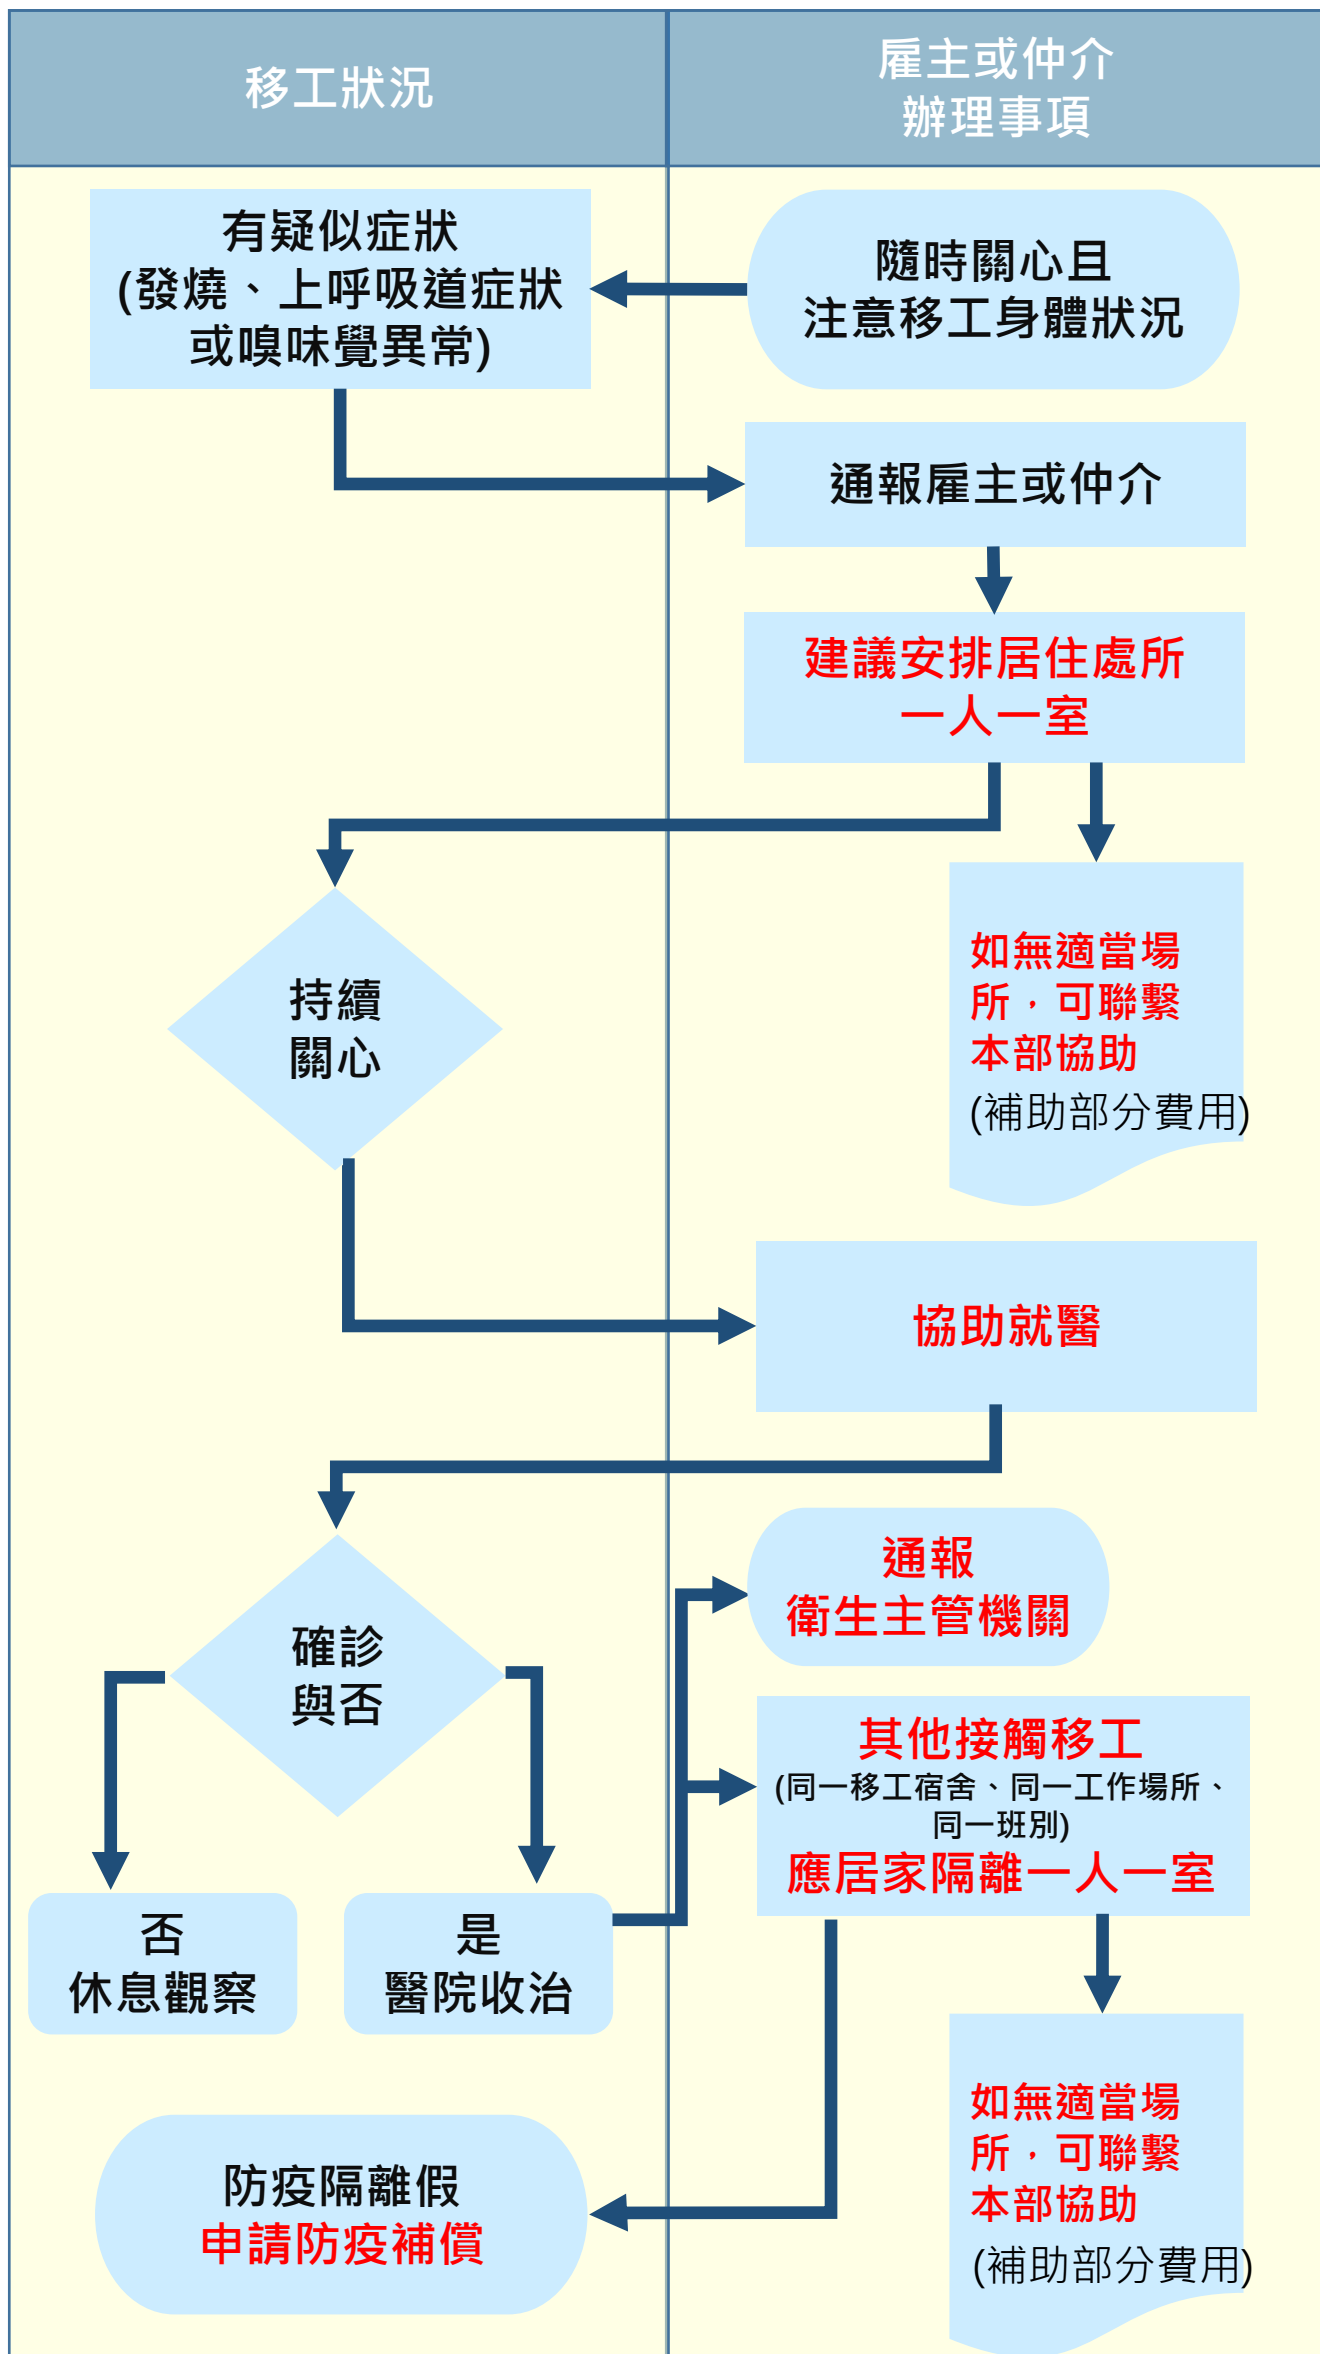 移工狀況
雇主或仲介
辦理事項
有疑似症狀
(發燒、上呼吸道症狀
或嗅味覺異常)
隨時關心且
注意移工身體狀況
通報雇主或仲介
建議安排居住處所
一人一室
持續
關心
如無適當場
所，可聯繫
本部協助
(補助部分費用)
協助就醫
確診
與否
通報
衛生主管機關
其他接觸移工
(同一移工宿舍、同一工作場所、
同一班別)
應居家隔離一人一室
否
休息觀察
是
醫院收治
防疫隔離假
申請防疫補償
如無適當場
所，可聯繫
本部協助
(補助部分費用)